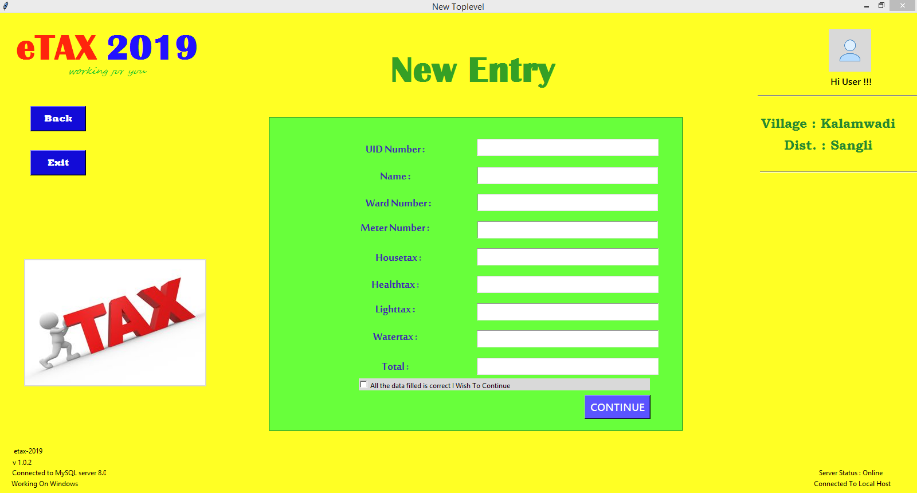 New Toplevel
eTAX 2019
working for you
New Entry
Hi User !!!
Back
Exit
Village : Kalamwadi
Dist. : Sangli
UID Number :
Name :
Ward Number :
Meter Number :
Housetax :
Healthtax :
Lighttax :
Watertax :
Total :
All the data filled is correct I Wish To Continue
CONTINUE
TAX
etax-2019
v 1.0.2
Connected to MySQL server 8.0
Working On Windows
Server Status : Online
Connected To Local Host